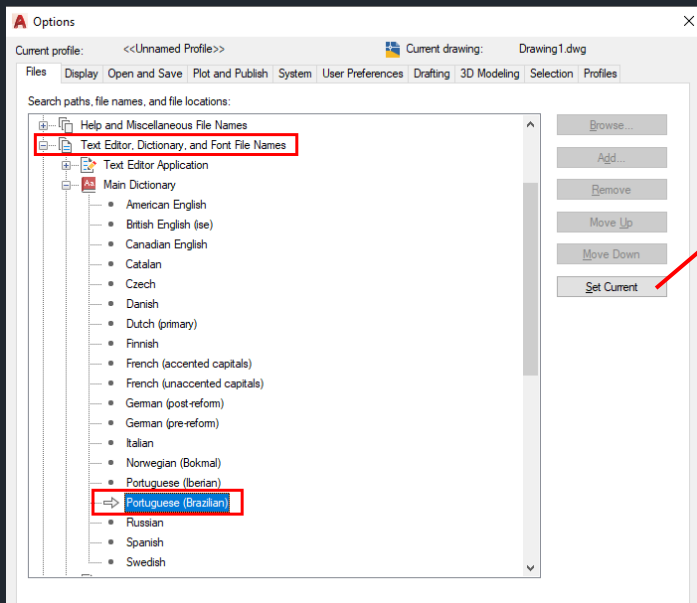 Options
Current profile: <<Unnamed Profile>> Current drawing: Drawing1.dwg
Files Display Open and Save Plot and Publish System User Preferences Drafting 3D Modeling Selection Profiles
Search paths, file names, and file locations:
Help and Miscellaneous File Names
Text Editor, Dictionary, and Font File Names
Text Editor Application
Main Dictionary
American English
British English (ise)
Canadian English
Catalan
Czech
Danish
Dutch (primary)
Finnish
French (accented capitals)
French (unaccented capitals)
German (post-reform)
German (pre-reform)
Italian
Norwegian (Bokmal)
Portuguese (Iberian)
Portuguese (Brazilian)
Russian
Spanish
Swedish
Browse...
Add...
Remove
Move Up
Move Down
Set Current